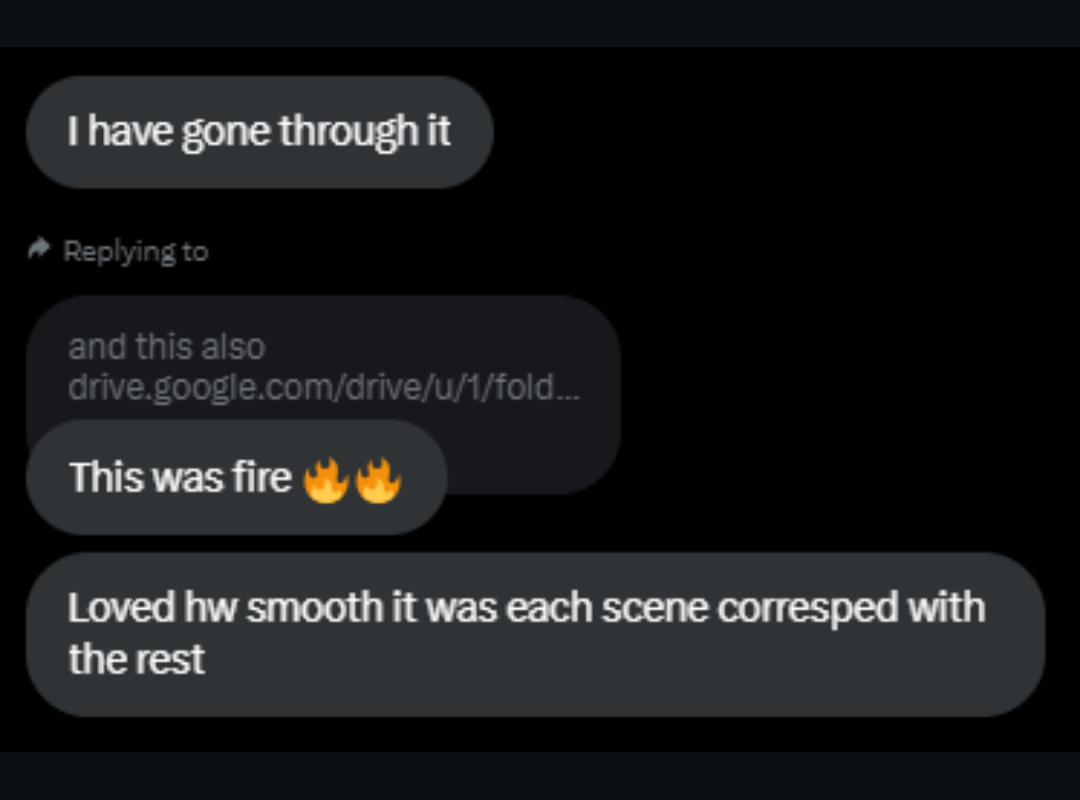 I have gone through it
Replying to
and this also
drive.google.com/drive/u/1/fold...
This was fire 🔥🔥
Loved hw smooth it was each scene corresped with
the rest